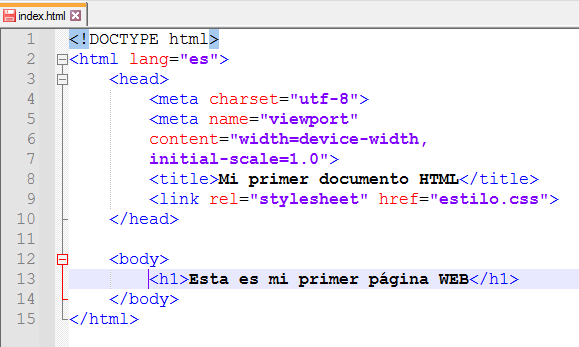 index.html
1 <!DOCTYPE html>
2 <html lang="es">
3 <head>
4 <meta charset="utf-8">
5 <meta name="viewport"
6 content="width=device-width,
7 initial-scale=1.0">
8 <title>Mi primer documento HTML</title>
9 <link rel="stylesheet" href="estilo.css">
10 </head>
11
12 <body>
13 <h1>Esta es mi primer página WEB</h1>
14 </body>
15 </html>